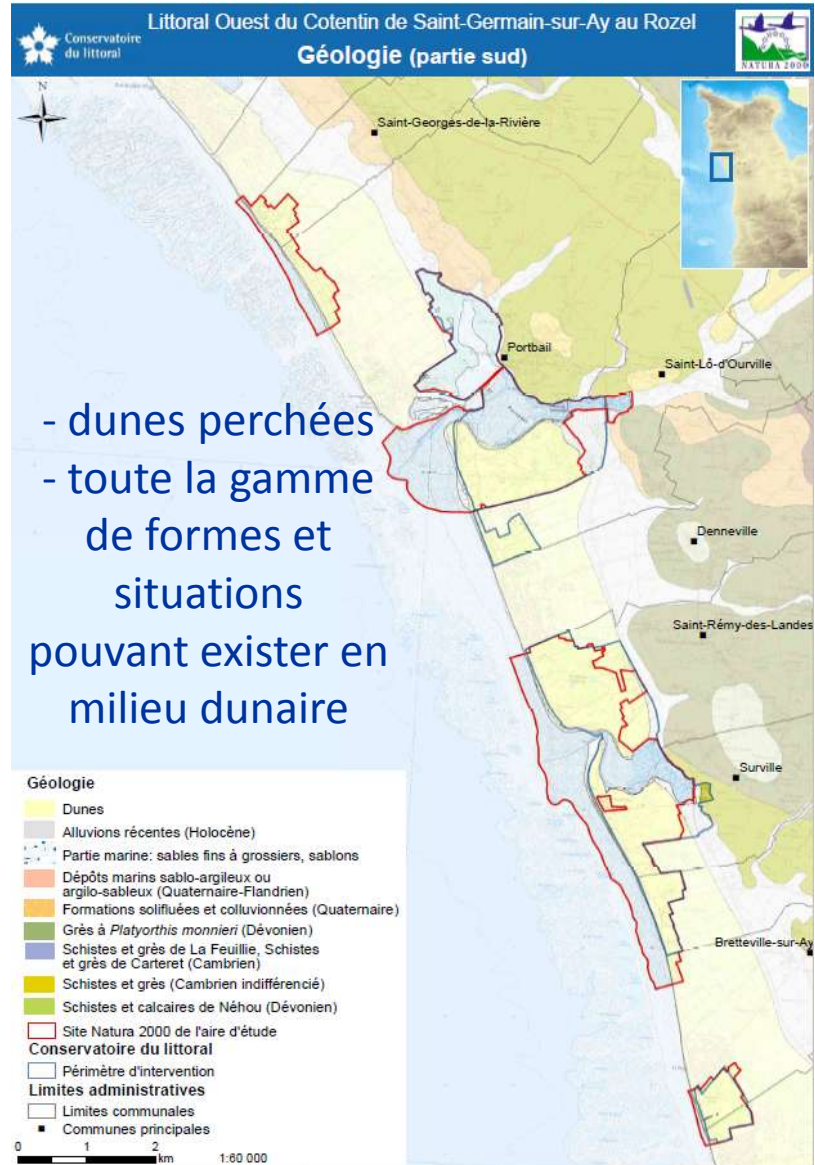 Conservatoire
du littoral
Littoral Ouest du Cotentin de Saint-Germain-sur-Ay au Rozel
Géologie (partie sud)
NATURA 2000
N
Saint-Georges-de-la-Rivière
Portbail
Saint-Lô-d'Ourville
Denneville
Saint-Rémy-des-Landes
Surville
Bretteville-sur-Ay
- dunes perchées
- toute la gamme
de formes et
situations
pouvant exister en
milieu dunaire
Géologie
Dunes
Alluvions récentes (Holocène)
Partie marine: sables fins à grossiers, sablons
Dépôts marins sablo-argileux ou
argilo-sableux (Quaternaire-Flandrien)
Formations solifluées et colluvionnées (Quaternaire)
Grès à Platyorthis monnieri (Dévonien)
Schistes et grès de La Feuillie, Schistes
et grès de Carteret (Cambrien)
Schistes et grès (Cambrien indifférencié)
Schistes et calcaires de Néhou (Dévonien)
Site Natura 2000 de l'aire d'étude
Conservatoire du littoral
Périmètre d'intervention
Limites administratives
Limites communales
Communes principales
0 1 2
km 1:60 000